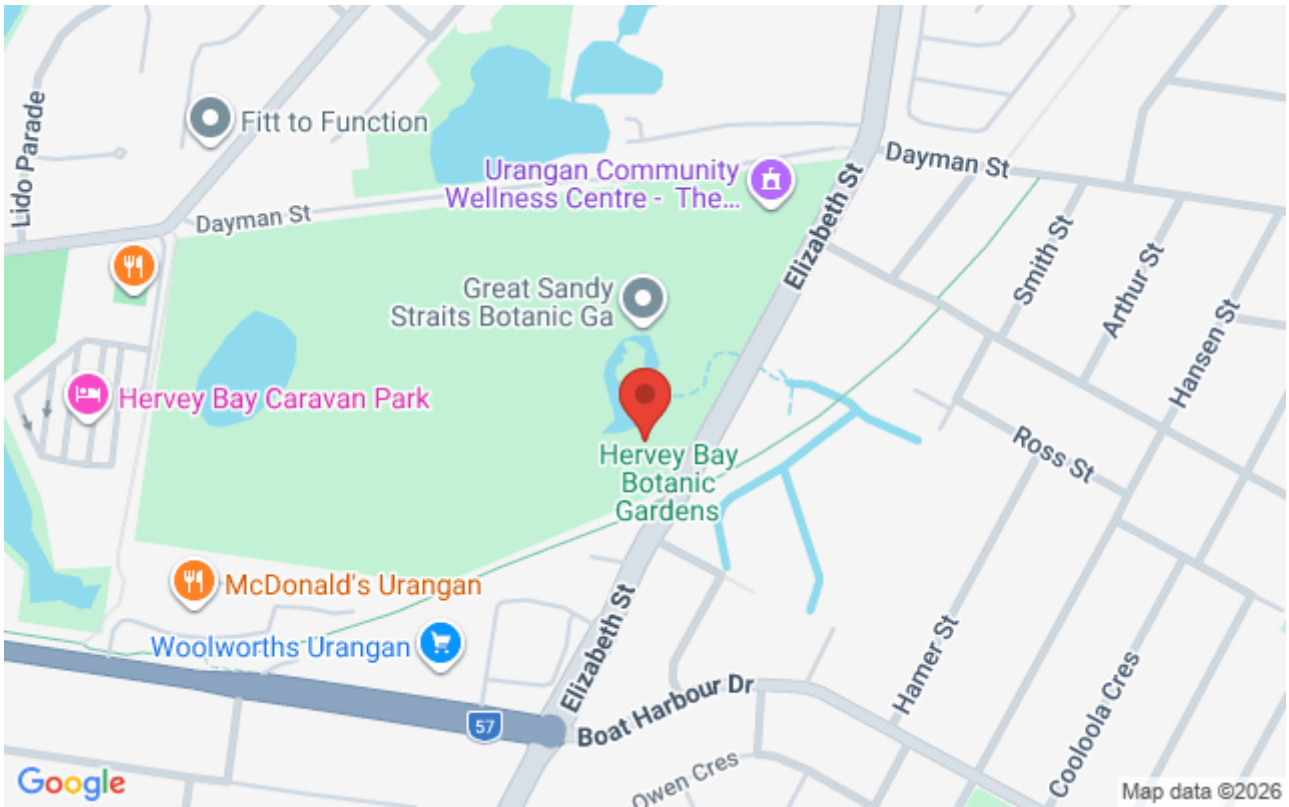 Lido Parade
Fitt to Function
Dayman St
Urangan Community
Wellness Centre - The...
Dayman St
Elizabeth St
Smith St
Arthur St
Hansen St
Great Sandy
Straits Botanic Ga
Hervey Bay Caravan Park
Hervey Bay
Botanic
Gardens
Ross St
McDonald's Urangan
Woolworths Urangan
Elizabeth St
57
Boat Harbour Dr
Hamer St
Cooloola Cres
Owen Cres
Google
Map data ©2026